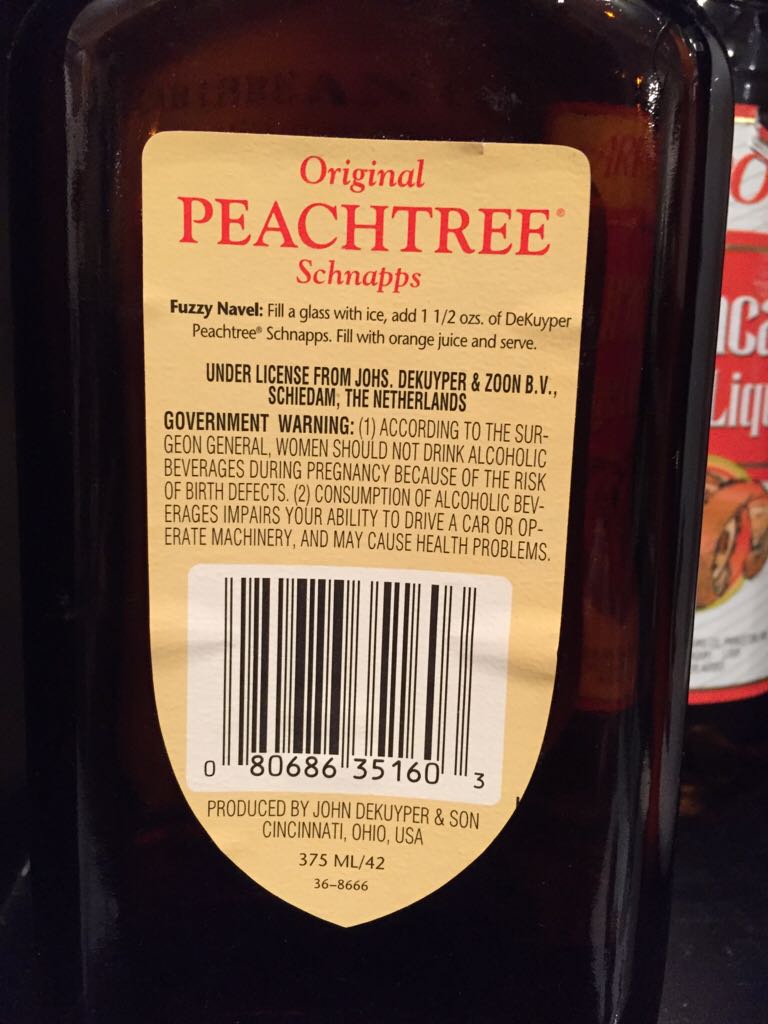 Original
PEACHTREE®
Schnapps
Fuzzy Navel: Fill a glass with ice, add 1 1/2 ozs. of DeKuyper
Peachtree® Schnapps. Fill with orange juice and serve.
UNDER LICENSE FROM JOHS. DEKUYPER & ZOON B.V.,
SCHIEDAM, THE NETHERLANDS
GOVERNMENT WARNING: (1) ACCORDING TO THE SUR-
GEON GENERAL, WOMEN SHOULD NOT DRINK ALCOHOLIC
BEVERAGES DURING PREGNANCY BECAUSE OF THE RISK
OF BIRTH DEFECTS. (2) CONSUMPTION OF ALCOHOLIC BEV-
ERAGES IMPAIRS YOUR ABILITY TO DRIVE A CAR OR OP-
ERATE MACHINERY, AND MAY CAUSE HEALTH PROBLEMS.
0 80686 35160 3
PRODUCED BY JOHN DEKUYPER & SON
CINCINNATI, OHIO, USA
375 ML/42
36-8666
Liqu